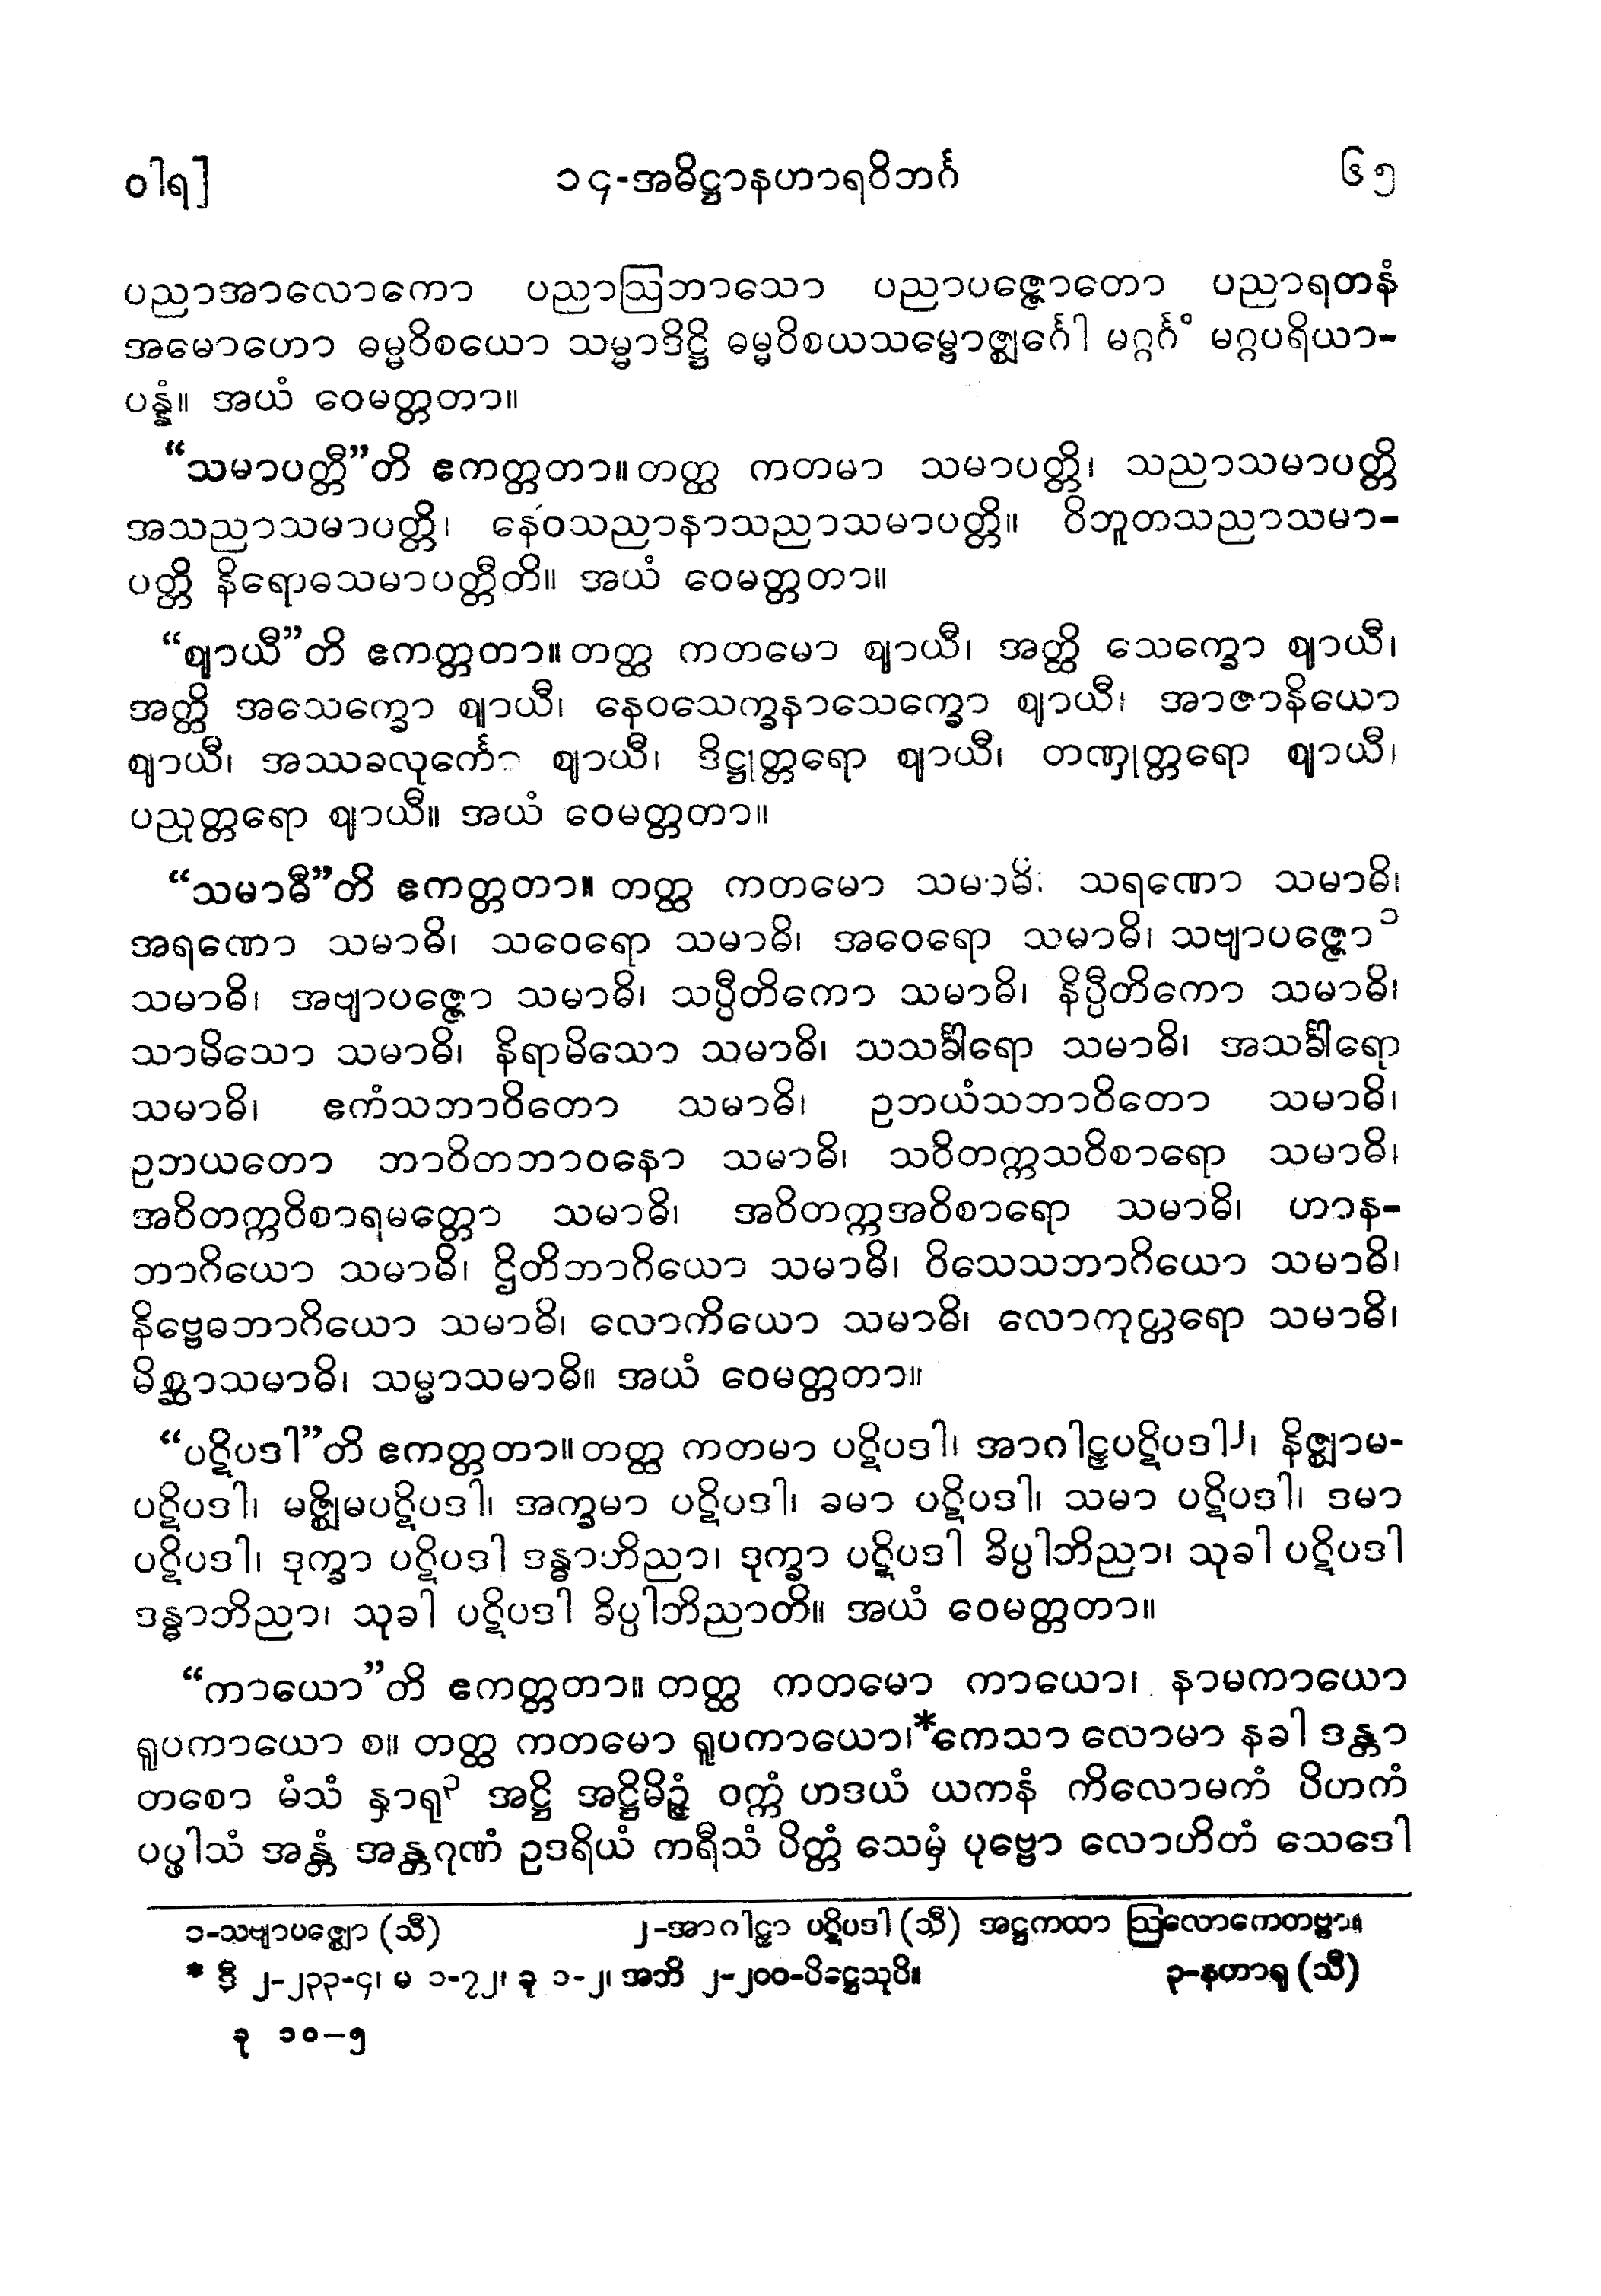 ဝါရ]	၁၄-အဓိဋ္ဌာနဟာရဝိဘင်္ဂ	၆၅
ပညာအာလောကော ပညာဩဘာသော ပညာပဇ္ဇောတော ပညာရတနံ
အမောဟော ဓမ္မဝိစယော သမ္မာဒိဋ္ဌိ ဓမ္မဝိစယသမ္ဗောဇ္ဈင်္ဂေါ မဂ္ဂင်္ဂံ မဂ္ဂပရိယာ-
ပန္နံ။ အယံ ဝေမတ္တတာ။
“သမာပတ္တီ”တိ ဧကတ္တတာ။ တတ္ထ ကတမာ သမာပတ္တိ၊ သညာသမာပတ္တိ
အသညာသမာပတ္တိ၊ နေဝသညာနာသညာသမာပတ္တိ။ ဝိဘူတသညာသမာ-
ပတ္တိ နိရောဓသမာပတ္တီတိ။ အယံ ဝေမတ္တတာ။
“ဈာယီ”တိ ဧကတ္တတာ။ တတ္ထ ကတမော ဈာယီ၊ အတ္ထိ သေက္ခော ဈာယီ၊
အတ္ထိ အသေက္ခော ဈာယီ၊ နေဝသေက္ခနာသေက္ခော ဈာယီ၊ အာဇာနိယော
ဈာယီ၊ အဿခလုင်္ကော ဈာယီ၊ ဒိဋ္ဌုတ္တရော ဈာယီ၊ တဏှုတ္တရော ဈာယီ၊
ပညုတ္တရော ဈာယီ။ အယံ ဝေမတ္တတာ။
“သမာဓီ”တိ ဧကတ္တတာ။ တတ္ထ ကတမော သမာဓိ၊ သရဏော သမာဓိ၊
အရဏော သမာဓိ၊ သဝေရော သမာဓိ၊ အဝေရော သမာဓိ၊ သဗျာပဇ္ဇော၁
သမာဓိ၊ အဗျာပဇ္ဇော သမာဓိ၊ သပ္ပီတိကော သမာဓိ၊ နိပ္ပီတိကော သမာဓိ၊
သာမိသော သမာဓိ၊ နိရာမိသော သမာဓိ၊ သသင်္ခါရော သမာဓိ၊ အသင်္ခါရော
သမာဓိ၊ ဧကံသဘာဝိတော သမာဓိ၊ ဥဘယံသဘာဝိတော သမာဓိ၊
ဥဘယတော ဘာဝိတဘာဝနော သမာဓိ၊ သဝိတက္ကသဝိစာရော သမာဓိ၊
အဝိတက္ကဝိစာရမတ္တော သမာဓိ၊ အဝိတက္ကအဝိစာရော သမာဓိ၊ ဟာန-
ဘာဂိယော သမာဓိ၊ ဌိတိဘာဂိယော သမာဓိ၊ ဝိသေသဘာဂိယော သမာဓိ၊
နိဗ္ဗေဓဘာဂိယော သမာဓိ၊ လောကိယော သမာဓိ၊ လောကုတ္တရော သမာဓိ၊
မိစ္ဆာသမာဓိ၊ သမ္မာသမာဓိ။ အယံ ဝေမတ္တတာ။
“ပဋိပဒါ”တိ ဧကတ္တတာ။ တတ္ထ ကတမာ ပဋိပဒါ၊ အာဂါဠှပဋိပဒါ၂၊ နိဇ္ဈာမ-
ပဋိပဒါ၊ မဇ္ဈိမပဋိပဒါ၊ အက္ခမာ ပဋိပဒါ၊ ခမာ ပဋိပဒါ၊ သမာ ပဋိပဒါ၊ ဒမာ
ပဋိပဒါ၊ ဒုက္ခာ ပဋိပဒါ ဒန္ဓာဘိညာ၊ ဒုက္ခာ ပဋိပဒါ ခိပ္ပါဘိညာ၊ သုခါ ပဋိပဒါ
ဒန္ဓာဘိညာ၊ သုခါ ပဋိပဒါ ခိပ္ပါဘိညာတိ။ အယံ ဝေမတ္တတာ။
“ကာယော”တိ ဧကတ္တတာ။ တတ္ထ ကတမော ကာယော၊ နာမကာယော
ရူပကာယော စ။ တတ္ထ ကတမော ရူပကာယော၊*ကေသာ လောမာ နခါ ဒန္တာ
တစော မံသံ နှာရု၃ အဋ္ဌိ အဋ္ဌိမိဉ္ဇံ ဝက္ကံ ဟဒယံ ယကနံ ကိလောမကံ ပိဟကံ
ပပ္ဖါသံ အန္တံ အန္တဂုဏံ ဥဒရိယံ ကရီသံ ပိတ္တံ သေမှံ ပုဗ္ဗော လောဟိတံ သေဒေါ
၁-သဗျာပဇ္ဈော (သီ)	၂-အာဂါဠှာ ပဋိပဒါ (သီ) အဋ္ဌကထာ ဩလောကေတဗ္ဗာ။
* ဒီ ၂-၂၃၃-၄၊ မ ၁-၇၂၊ ခု ၁-၂၊ အဘိ ၂-၂၀၀-ပိဋ္ဌေသုပိ။	၃-နဟာရု (သီ)
ခု ၁၀-၅